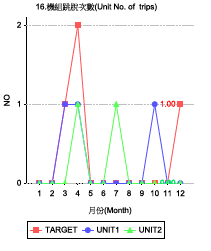 16.機組跳脫次數(Unit No. of trips)
2
NO
1
1.00
0
1 2 3 4 5 6 7 8 9 10 11 12
月份(Month)
TARGET UNIT1 UNIT2